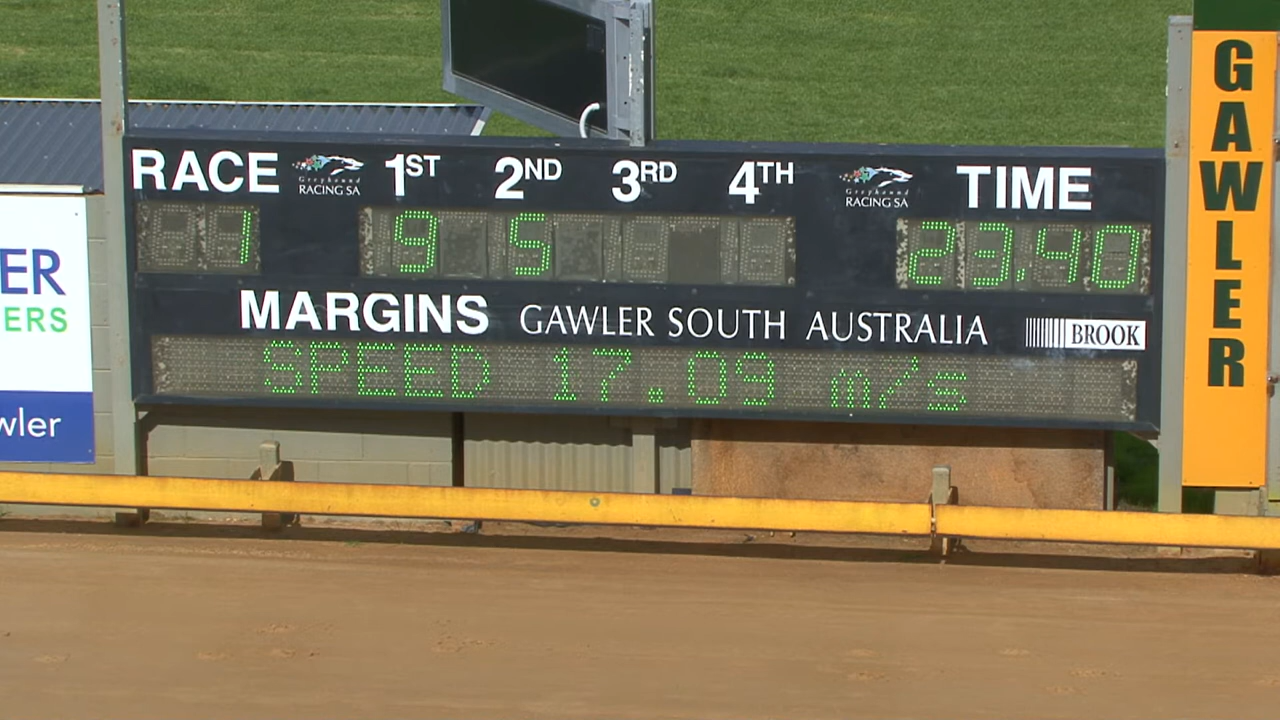 RACE 1ST 2ND 3RD 4TH TIME
Greyhound RACING SA
Greyhound RACING SA
1 9 5 23.40
MARGINS GAWLER SOUTH AUSTRALIA BROOK
SPEED 17.09 m/s
GAWLER
ER
ERS
wler